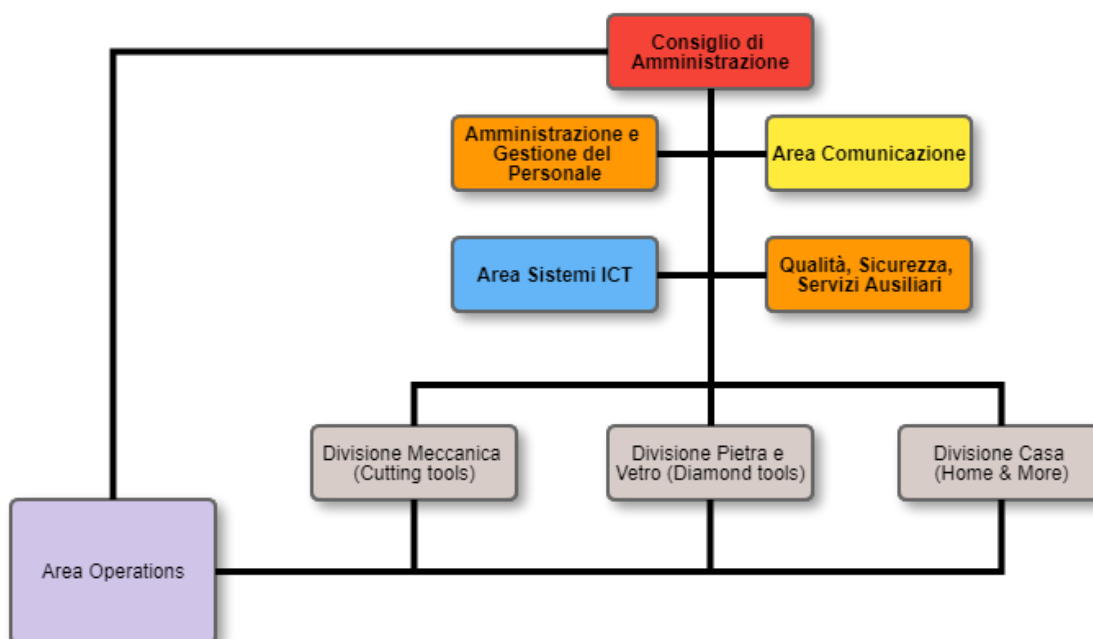 Consiglio di
Amministrazione
Amministrazione e
Gestione del
Personale
Area Comunicazione
Area Sistemi ICT
Qualità, Sicurezza,
Servizi Ausiliari
Divisione Meccanica
(Cutting tools)
Divisione Pietra e
Vetro (Diamond tools)
Divisione Casa
(Home & More)
Area Operations